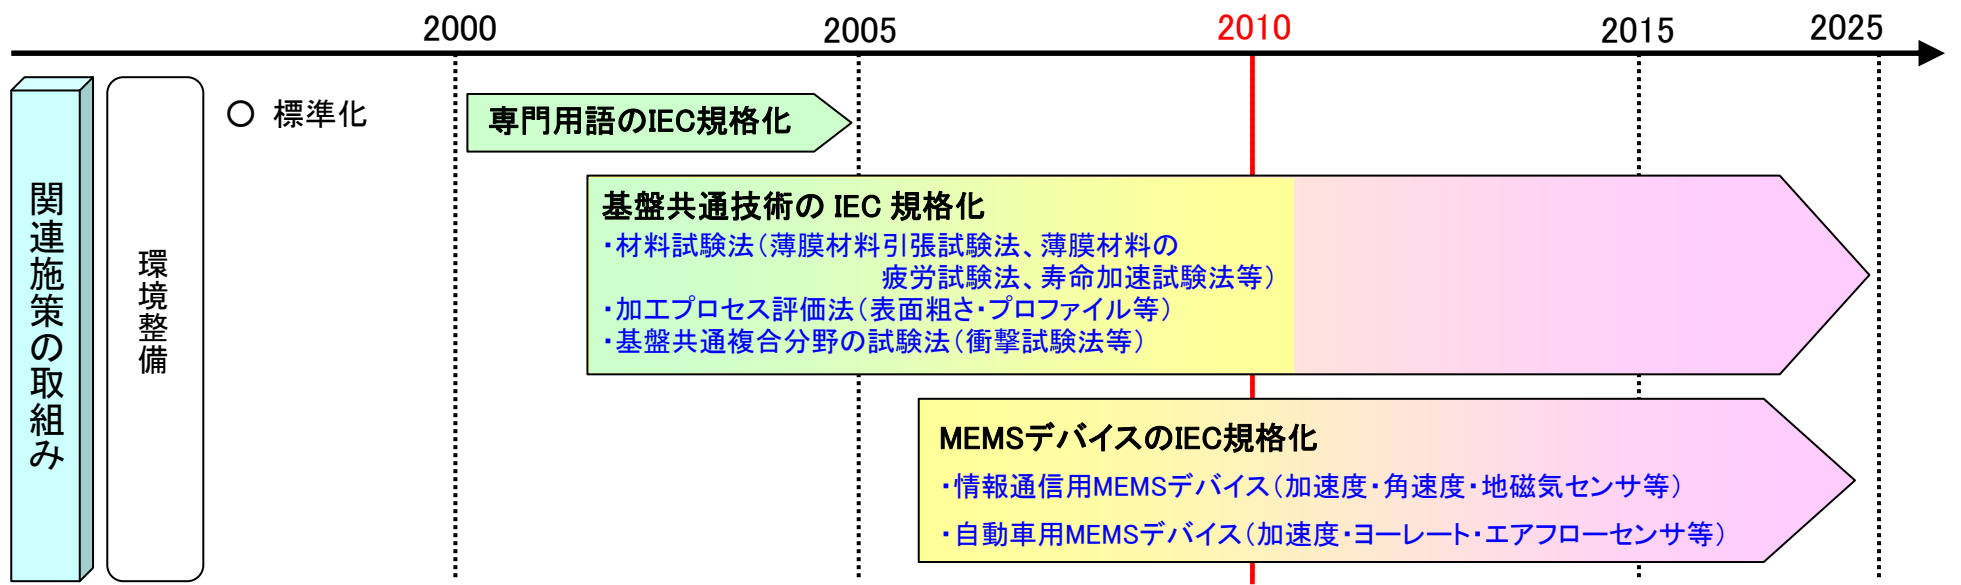 2000
2005
2010
2015
2025
関連施策の取組み
環境整備
○ 標準化
専門用語のIEC規格化
基盤共通技術の IEC 規格化
・材料試験法（薄膜材料引張試験法、薄膜材料の
疲労試験法、寿命加速試験法等）
・加工プロセス評価法（表面粗さ・プロファイル等）
・基盤共通複合分野の試験法（衝撃試験法等）
MEMSデバイスのIEC規格化
・情報通信用MEMSデバイス（加速度・角速度・地磁気センサ等）
・自動車用MEMSデバイス（加速度・ヨーレート・エアフローセンサ等）